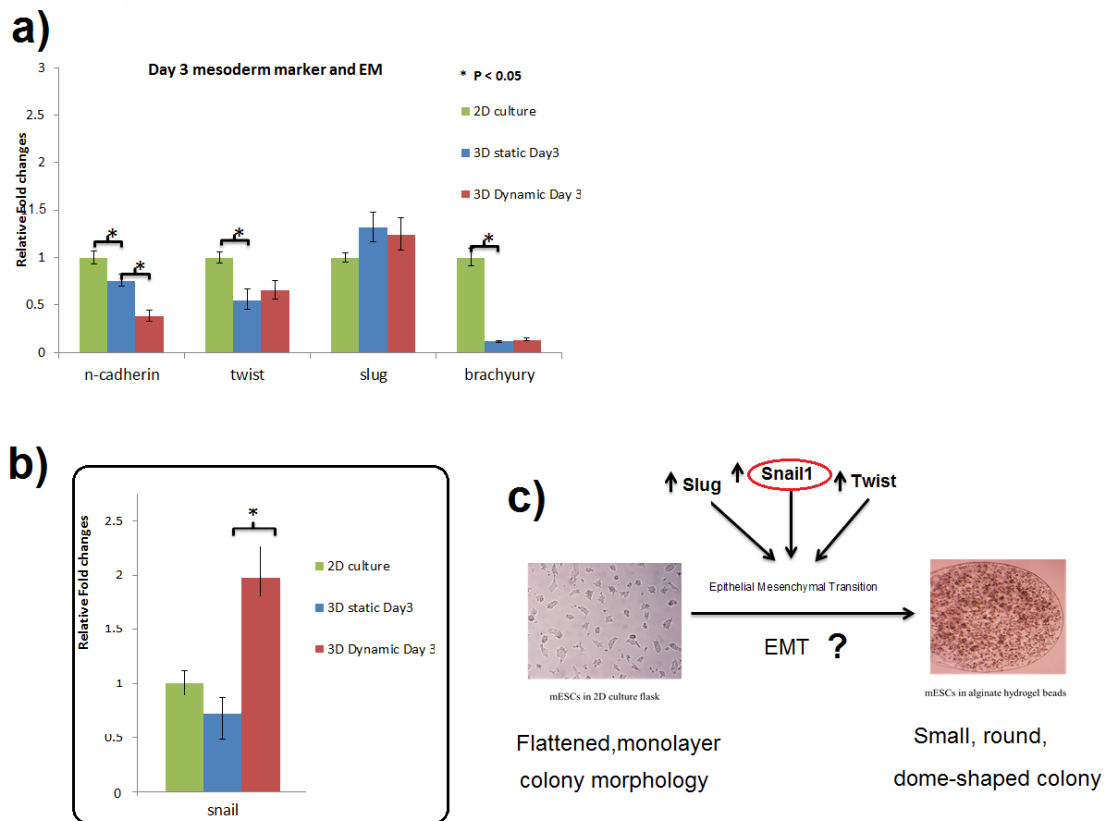 a)
Day 3 mesoderm marker and EM
* P < 0.05
2D culture
3D static Day3
3D Dynamic Day 3
Relative Fold changes
3
2.5
2
1.5
1
0.5
0
*
*
*
*
n-cadherin
twist
slug
brachyury
b)
Relative Fold changes
2.5
2
1
0.5
0
*
2D culture
3D static Day3
3D Dynamic Day 3
snail
c)
Slug
Snail1
Twist
Epithelial Mesenchymal Transition
EMT ?
mESCs in 2D culture flask
mESCs in alginate hydrogel beads
Flattened,monolayer
colony morphology
Small, round,
dome-shaped colony